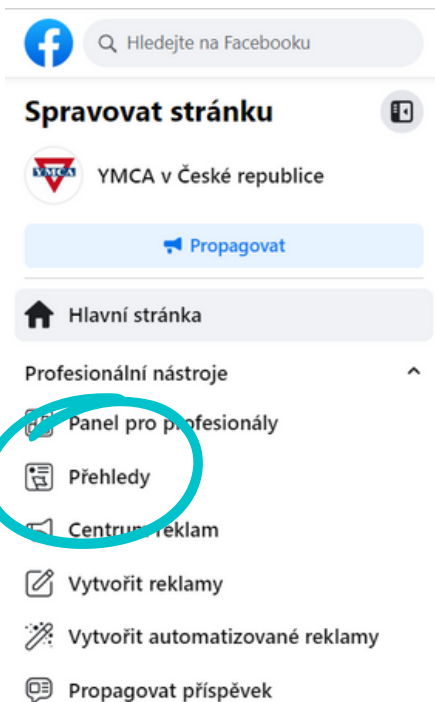 Hledejte na Facebooku
Spravovat stránku
YMCA
YMCA v České republice
Propagovat
Hlavní stránka
Profesionální nástroje
Panel pro profesionály
Přehledy
Centrum reklam
Vytvořit reklamy
Vytvořit automatizované reklamy
Propagovat příspěvek